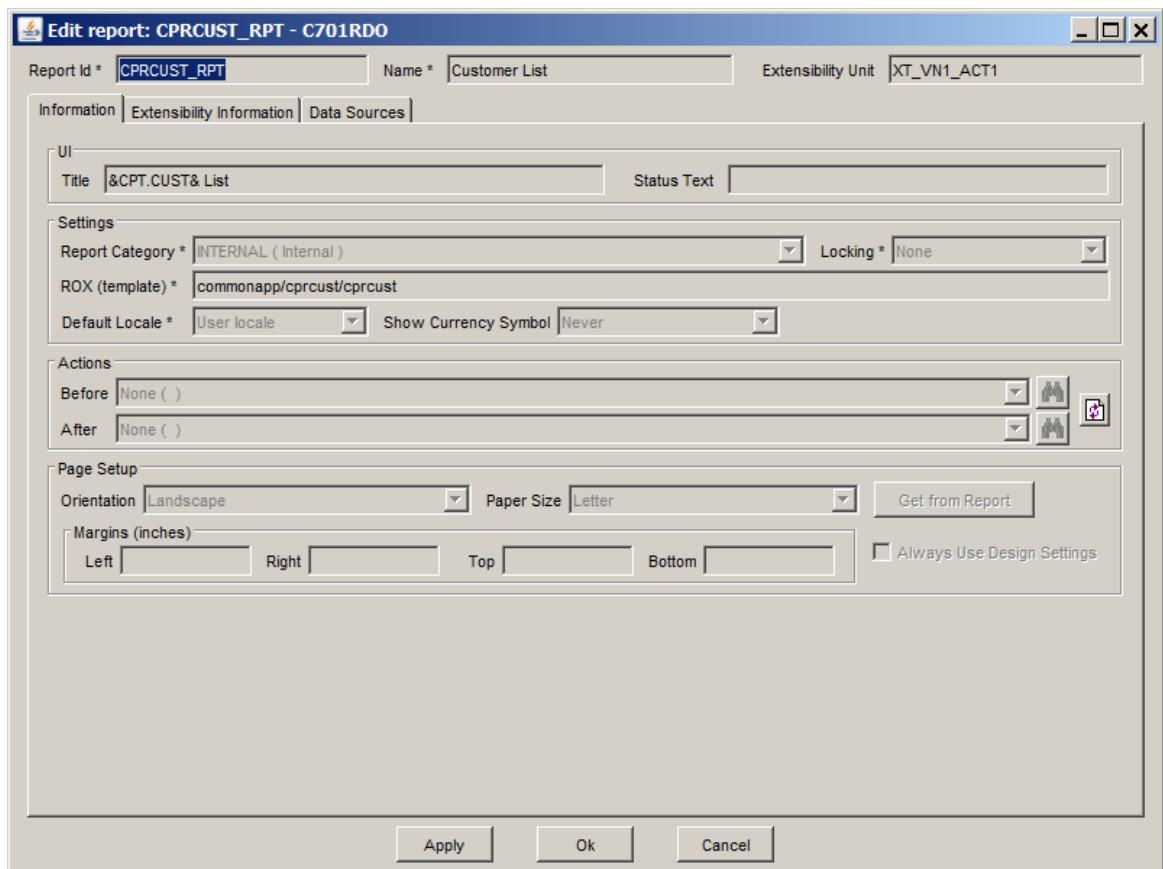 Edit report: CPRCUST_RPT - C701RDO
Report Id * CPRCUST_RPT Name * Customer List Extensibility Unit XT_VN1_ACT1
Information Extensibility Information Data Sources
UI
Title &CPT.CUST& List Status Text
Settings
Report Category * INTERNAL ( Internal ) Locking * None
ROX (template) * commonapp/cprcust/cprcust
Default Locale * User locale Show Currency Symbol Never
Actions
Before None ( )
After None ( )
Page Setup
Orientation Landscape Paper Size Letter Get from Report
Margins (inches)
Left Right Top Bottom Always Use Design Settings
Apply Ok Cancel